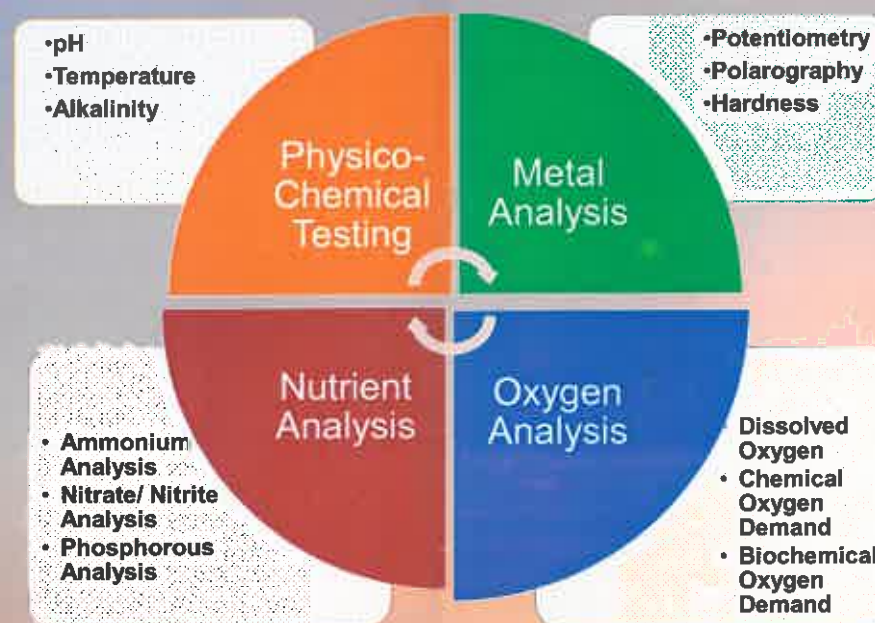 •pH
•Temperature
•Alkalinity
Physico-
Chemical
Testing
Metal
Analysis
•Potentiometry
•Polarography
•Hardness
Nutrient
Analysis
• Ammonium
Analysis
• Nitrate/ Nitrite
Analysis
• Phosphorous
Analysis
Oxygen
Analysis
Dissolved
Oxygen
• Chemical
Oxygen
Demand
• Biochemical
Oxygen
Demand